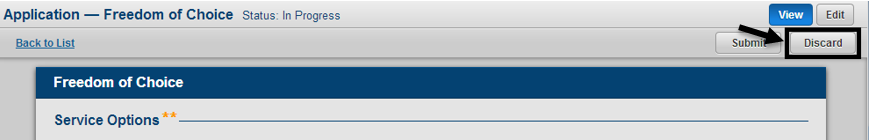 Application — Freedom of Choice Status: In Progress View Edit
Back to List Submit Discard
Freedom of Choice
Service Options **